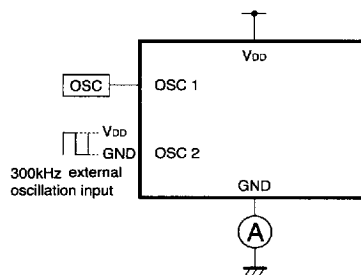 VDD
OSC
OSC 1
VDD
GND
OSC 2
300kHz external
oscillation input
GND
A